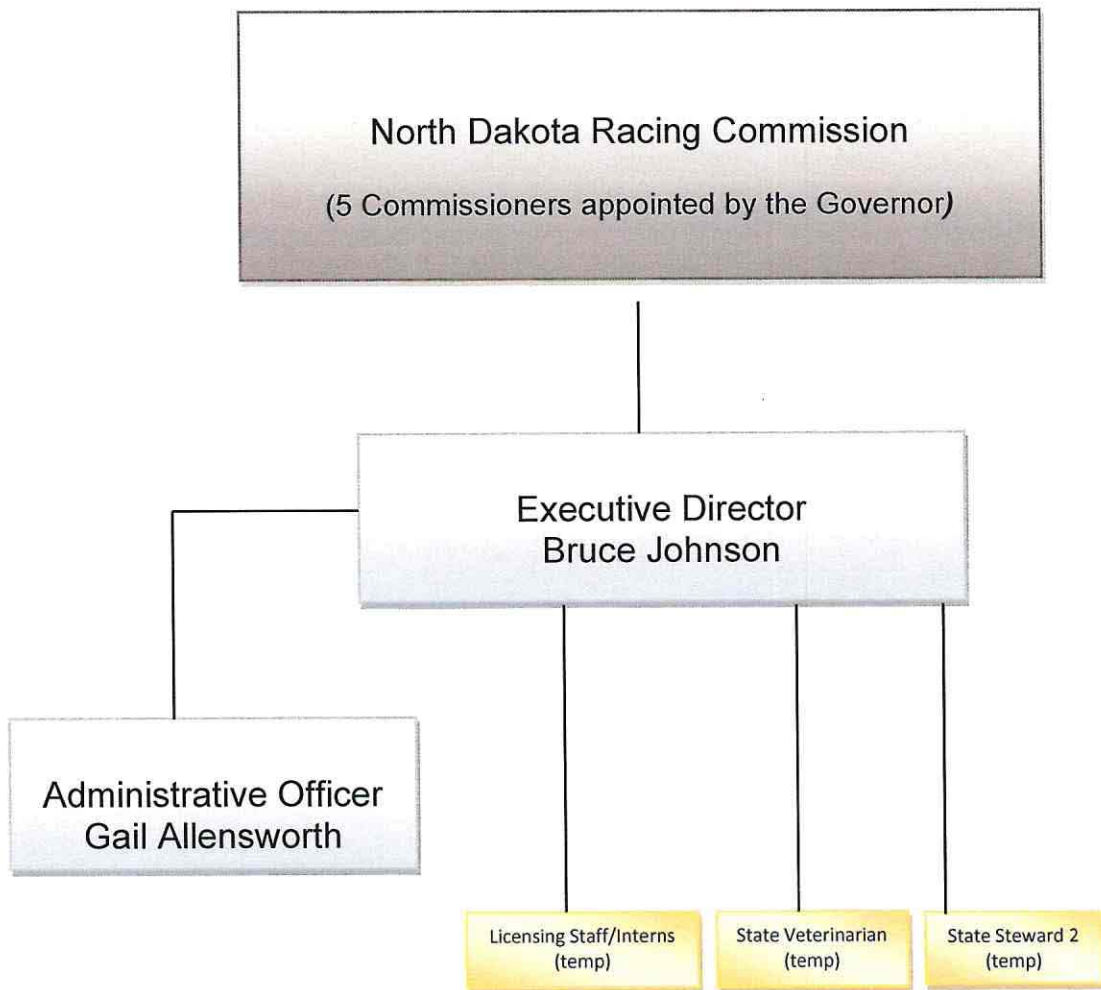 North Dakota Racing Commission
(5 Commissioners appointed by the Governor)
Executive Director
Bruce Johnson
Administrative Officer
Gail Allensworth
Licensing Staff/Interns
(temp)
State Veterinarian
(temp)
State Steward 2
(temp)